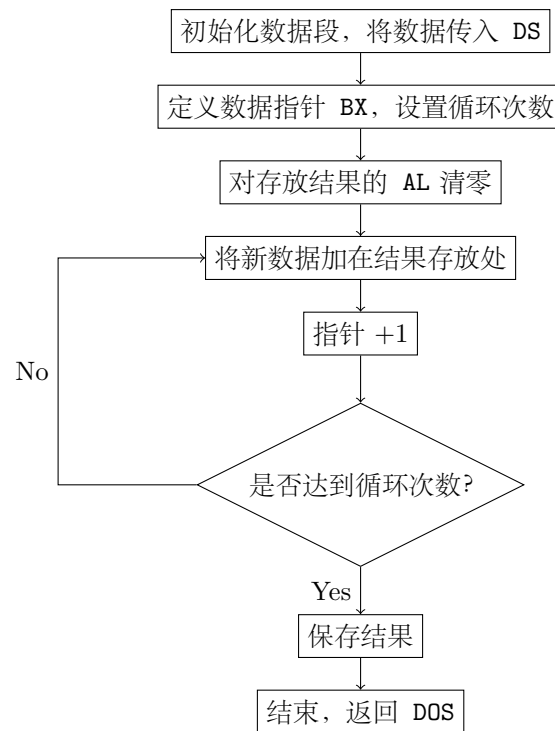 初始化数据段，将数据传入 DS
定义数据指针 BX，设置循环次数
对存放结果的 AL 清零
将新数据加在结果存放处
指针 +1
No
是否达到循环次数?
Yes
保存结果
结束，返回 DOS